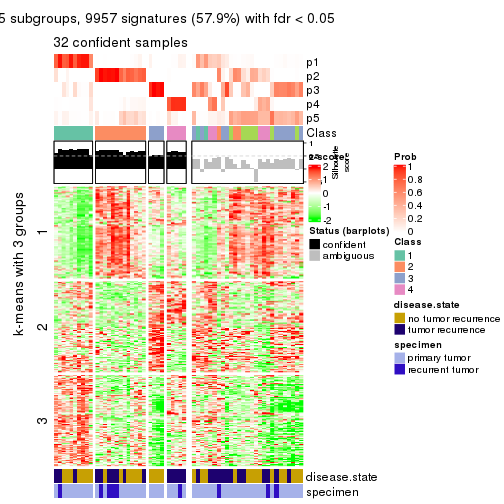 5 subgroups, 9957 signatures (57.9%) with fdr < 0.05
32 confident samples
p1
p2
p3
p4
p5
Class
1
Silhouette
score
z-score
2
1
0
-1
-2
Status (barplots)
confident
ambiguous
Prob
1
0.8
0.6
0.4
0.2
0
Class
1
2
3
4
disease.state
no tumor recurrence
tumor recurrence
specimen
primary tumor
recurrent tumor
k-means with 3 groups
1
2
3
disease.state
specimen